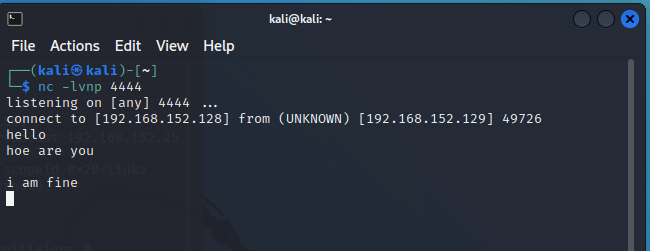 kali@kali: ~
File Actions Edit View Help
┌──(kali㉿kali)-[~]
└─$ nc -lvnp 4444
listening on [any] 4444 ...
connect to [192.168.152.128] from (UNKNOWN) [192.168.152.129] 49726
hello
hoe are you
i am fine